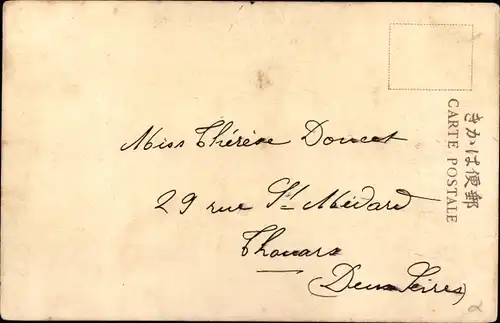 きかは便郵
CARTE POSTALE
Miss Thérèse Doucet
29 rue St Médard
Thouars
(Deux Sèvres)